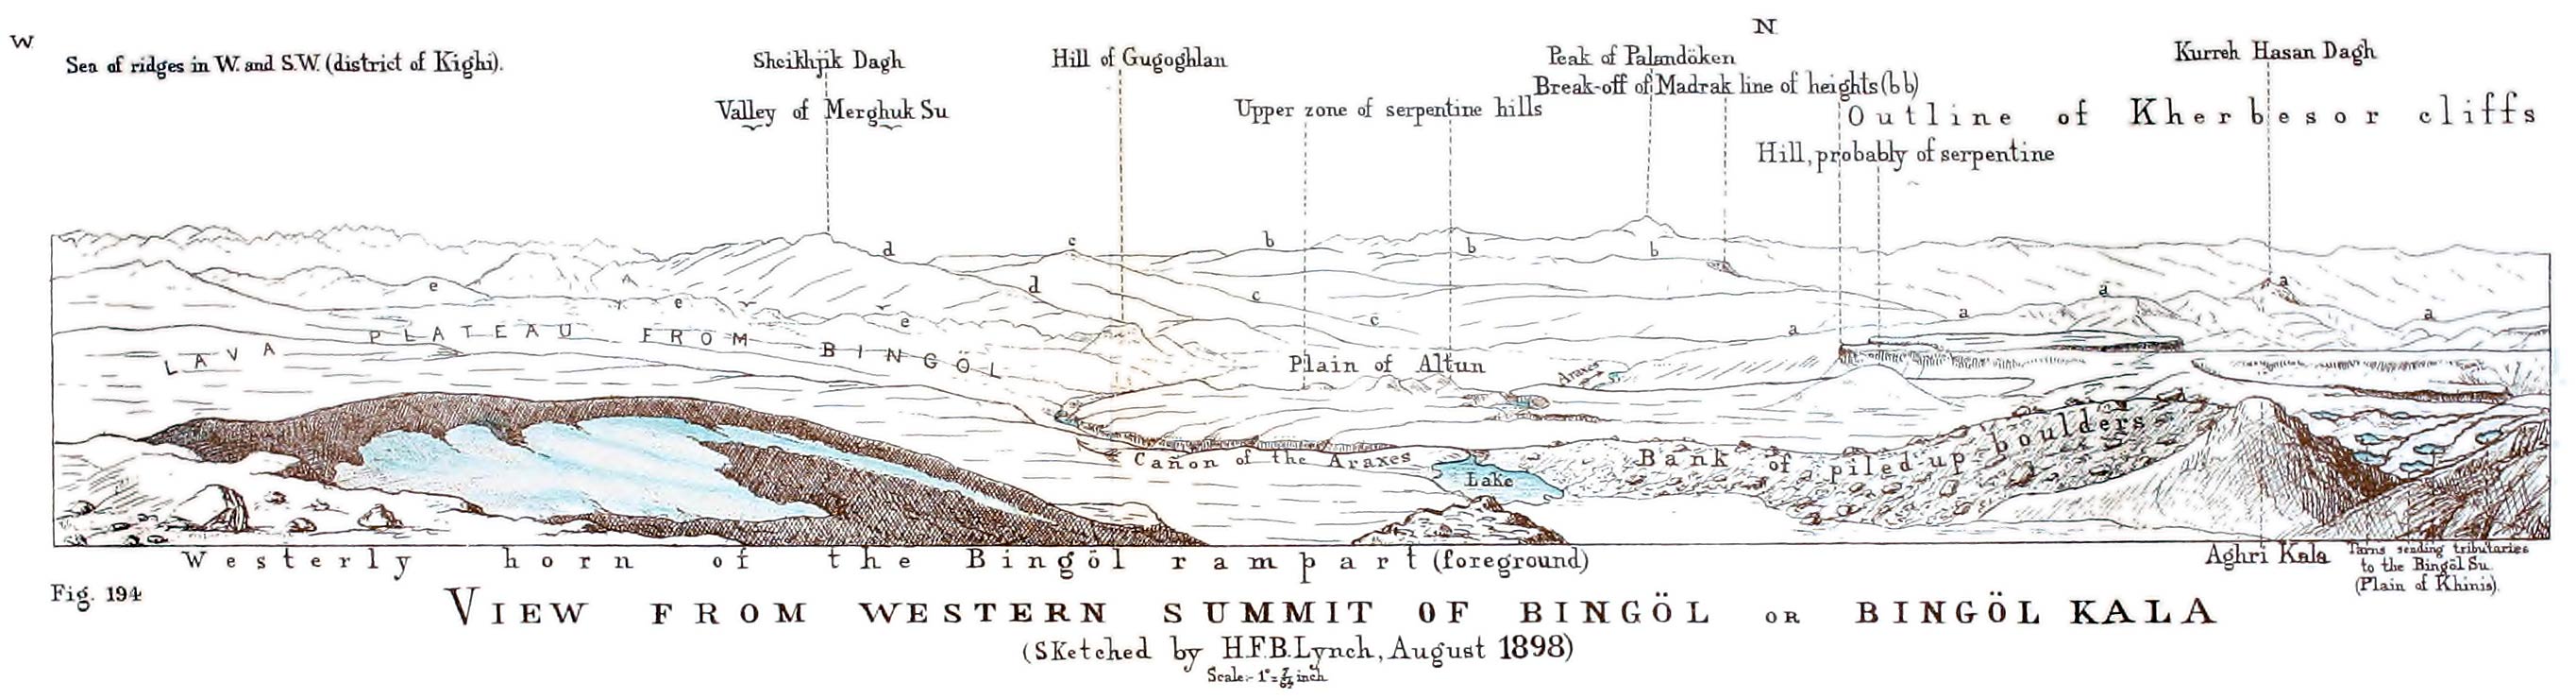 W
N
Sea of ridges in W. and S.W. (district of Kighi).
Sheikhjik Dagh
Valley of Merghuk Su
Hill of Gugoghlan
Upper zone of serpentine hills
Peak of Palandöken
Break-off of Madrak line of heights (b b)
Outline of Kherbesor cliffs
Hill, probably of serpentine
Kurreh Hasan Dagh
d
c
b
b
b
e
e
e
d
c
c
a
a
a
a
a
LAVA PLATEAU FROM BINGÖL
Plain of Altun
Araxes
Cañon of the Araxes
Lake
Bank of piled up boulders
Westerly horn of the Bingöl rampart (foreground)
Aghri Kala
Tarns sending tributaries
to the Bingöl Su.
(Plain of Khinis).
Fig. 194
VIEW FROM WESTERN SUMMIT OF BINGÖL OR BINGÖL KALA
(Sketched by H.F.B. Lynch, August 1898)
Scale:- 1°= inch